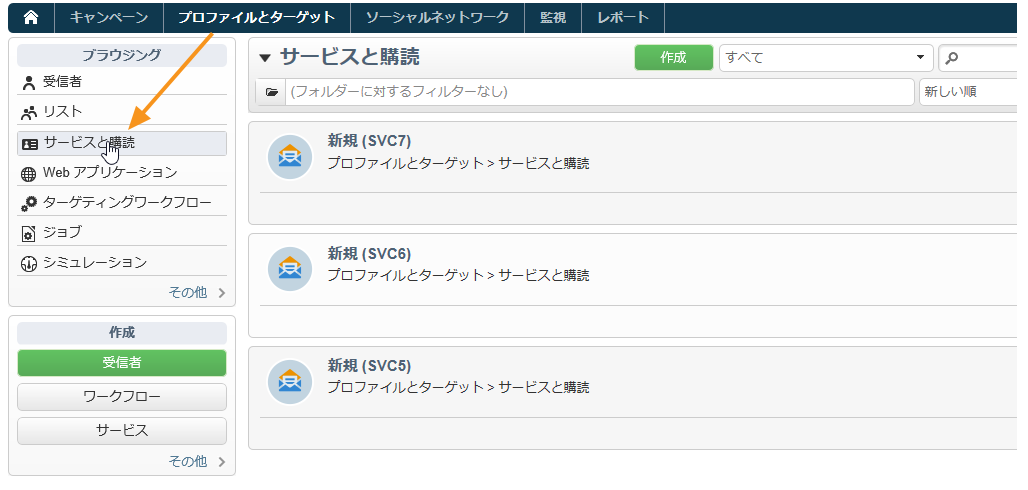 キャンペーン プロファイルとターゲット ソーシャルネットワーク 監視 レポート
ブラウジング
受信者
リスト
サービスと購読
Web アプリケーション
ターゲティングワークフロー
ジョブ
シミュレーション
その他
作成
受信者
ワークフロー
サービス
その他
サービスと購読 作成 すべて
(フォルダーに対するフィルターなし) 新しい順
新規 (SVC7)
プロファイルとターゲット > サービスと購読
新規 (SVC6)
プロファイルとターゲット > サービスと購読
新規 (SVC5)
プロファイルとターゲット > サービスと購読